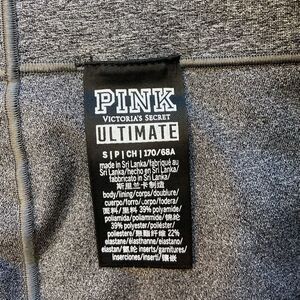 PINK
VICTORIA'S SECRET
ULTIMATE
S | P | CH | 170/68A
made in Sri Lanka/fabriqué au
Sri Lanka/hecho en Sri Lanka/
fabbricato in Sri Lanka/
斯里兰卡制造
body/lining/corps/doublure/
cuerpo/forro/corpo/fodera/
面料/里料 39% polyamide/
polyamide/poliammide/锦纶/
39% polyester/poliéster/
poliestere/聚酯纤维 22%
elastane/élasthanne/elastano/
elastan/氨纶 inserts/garnitures/
inserciones/inserti/